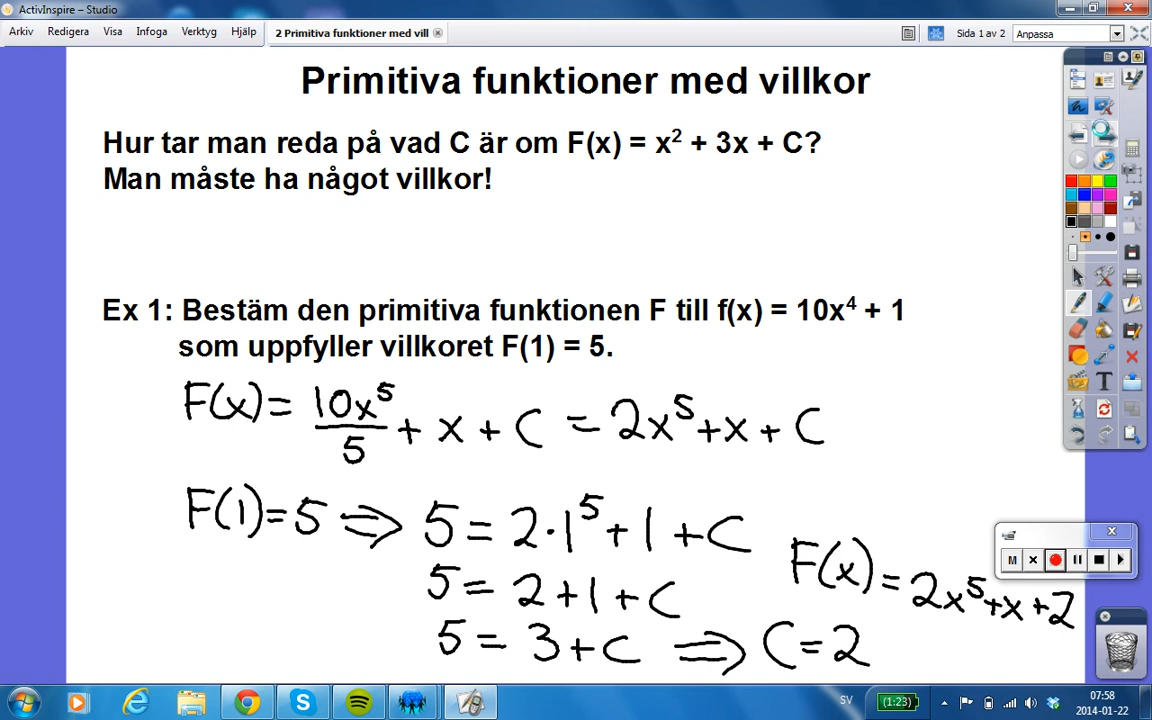 ActivInspire – Studio
Arkiv Redigera Visa Infoga Verktyg Hjälp 2 Primitiva funktioner med vill Sida 1 av 2 Anpassa
Primitiva funktioner med villkor
Hur tar man reda på vad C är om F(x) = x² + 3x + C?
Man måste ha något villkor!
Ex 1: Bestäm den primitiva funktionen F till f(x) = 10x⁴ + 1
som uppfyller villkoret F(1) = 5.
F(x) = 10x⁵/5 + x + C = 2x⁵ + x + C
F(1) = 5 ⇒ 5 = 2·1⁵ + 1 + C
5 = 2 + 1 + C
5 = 3 + C ⇒ C = 2
F(x) = 2x⁵ + x + 2
M
SV (1:23) 07:58
2014-01-22